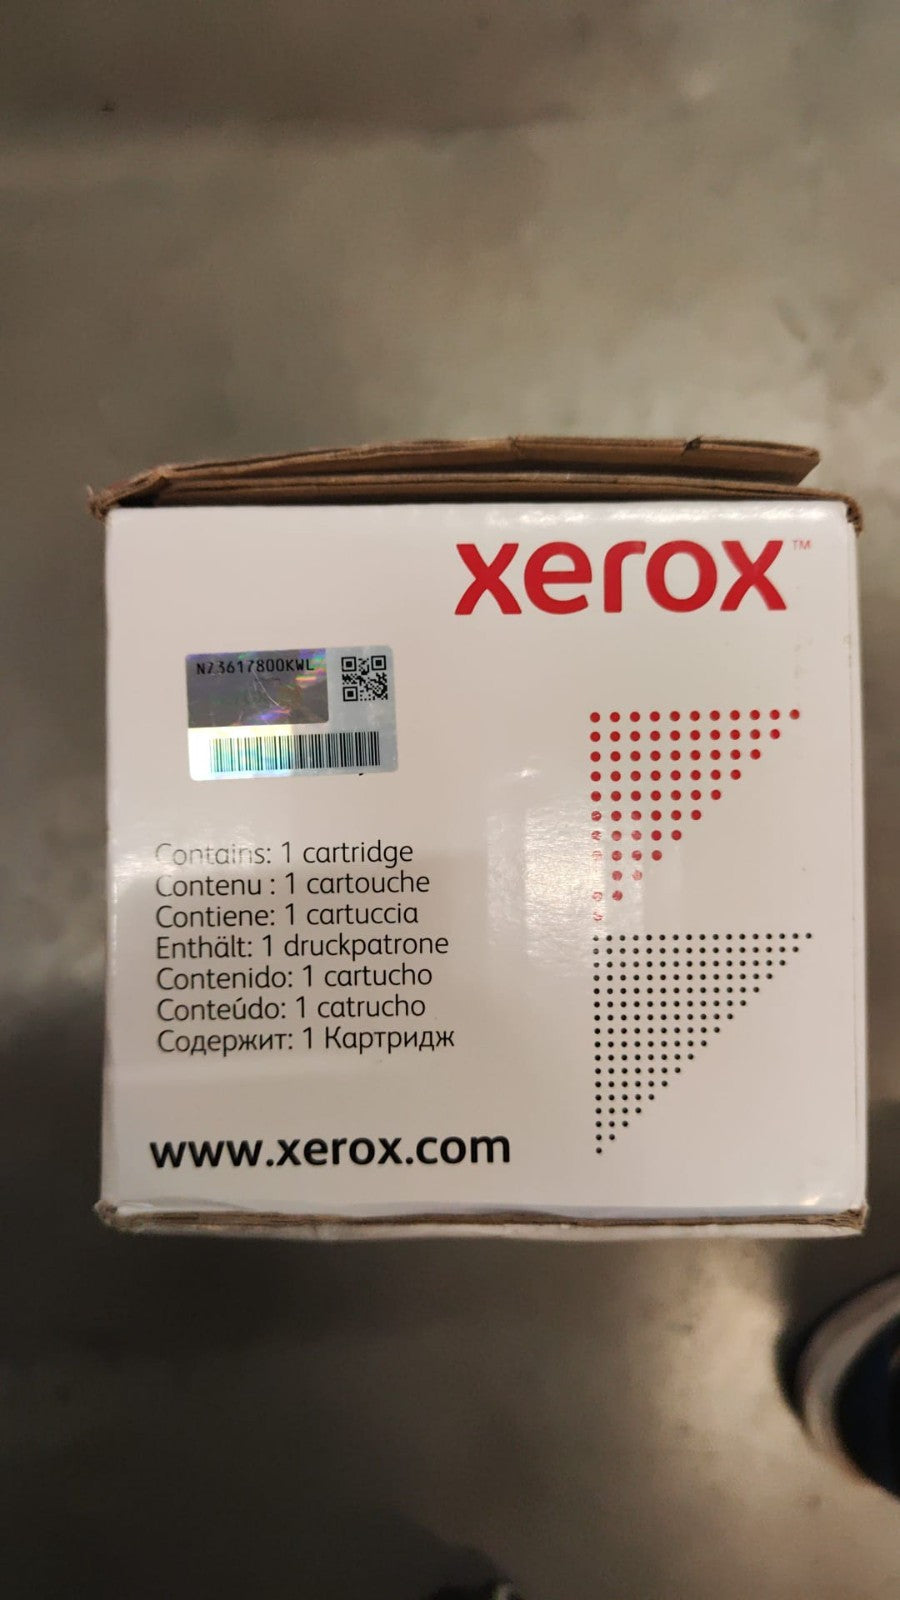 xerox™
NZ3617800KWL
Contains: 1 cartridge
Contenu : 1 cartouche
Contiene: 1 cartuccia
Enthält: 1 druckpatrone
Contenido: 1 cartucho
Conteúdo: 1 catrucho
Содержит: 1 Картридж
www.xerox.com